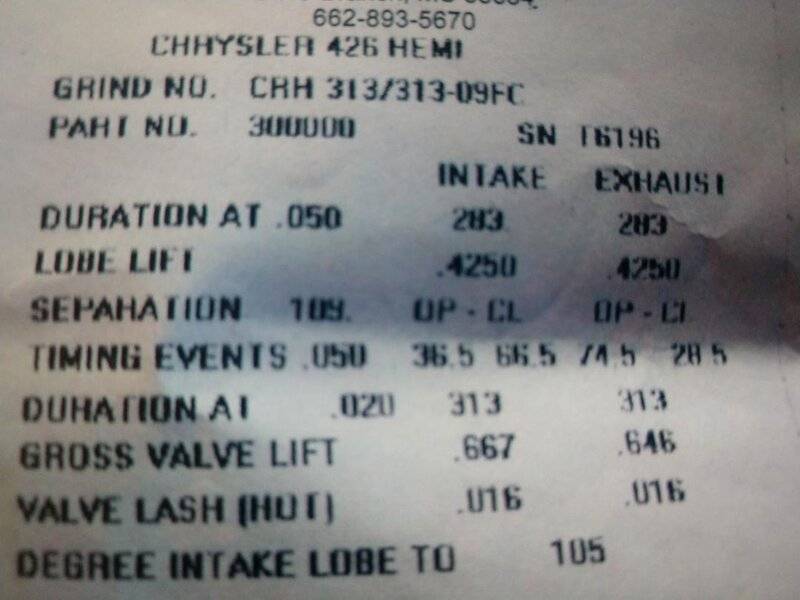 662-893-5670
CHRYSLER 426 HEMI
GRIND NO. CRH 313/313-09FC
PART NO. 300000 SN T6196
INTAKE EXHAUST
DURATION AT .050 283 283
LOBE LIFT .4250 .4250
SEPARATION 109. OP - CL OP - CL
TIMING EVENTS .050 36.5 66.5 74.5 28.5
DURATION AT .020 313 313
GROSS VALVE LIFT .667 .646
VALVE LASH (HOT) .016 .016
DEGREE INTAKE LOBE TO 105